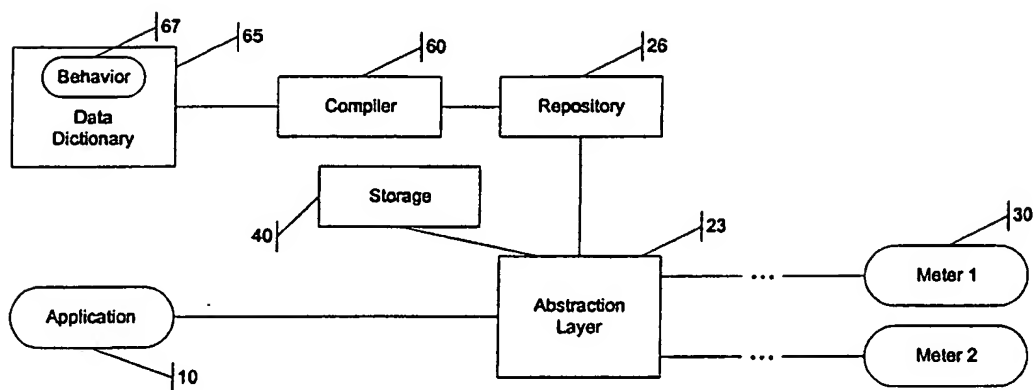 67
65
60
26
Behavior
Data
Dictionary
Compiler
Repository
Storage
40
23
30
Meter 1
...
Application
Abstraction
Layer
...
Meter 2
10